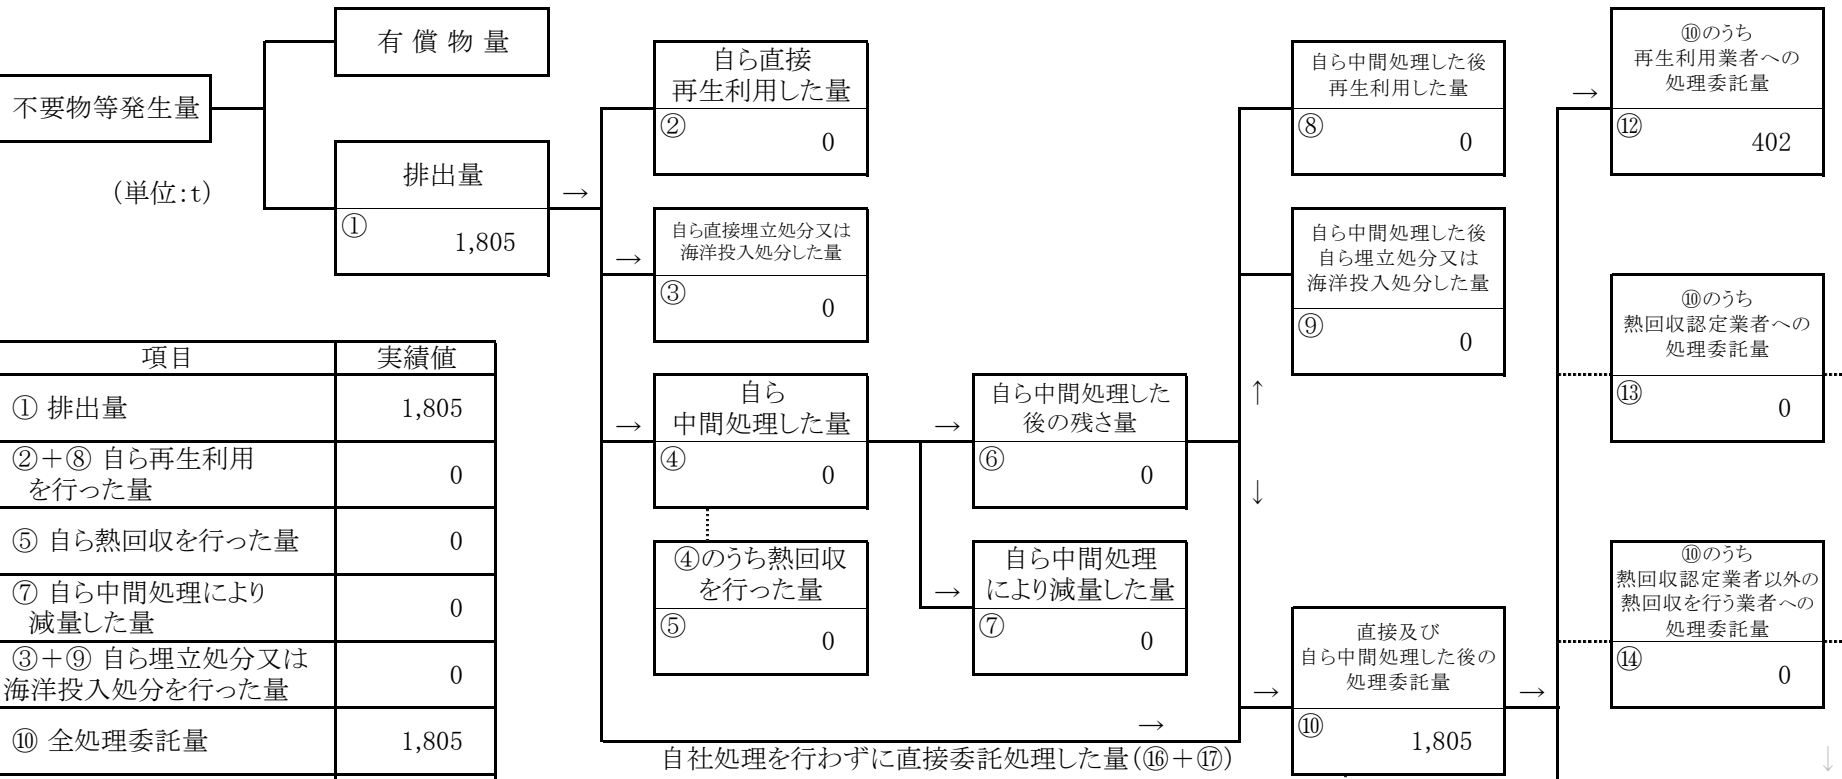 有償物量
不要物等発生量
(単位:t)
排出量
① 1,805
→
自ら直接
再生利用した量
② 0
→
自ら直接埋立処分又は
海洋投入処分した量
③ 0
→
自ら
中間処理した量
④ 0
④のうち熱回収
を行った量
⑤ 0
→
自ら中間処理した
後の残さ量
⑥ 0
→
自ら中間処理
により減量した量
⑦ 0
自ら中間処理した後
再生利用した量
⑧ 0
自ら中間処理した後
自ら埋立処分又は
海洋投入処分した量
⑨ 0
↑
↓
→
直接及び
自ら中間処理した後の
処理委託量
⑩ 1,805
→
自社処理を行わずに直接委託処理した量(⑯+⑰)
→
→
⑩のうち
再生利用業者への
処理委託量
⑫ 402
⑩のうち
熱回収認定業者への
処理委託量
⑬ 0
⑩のうち
熱回収認定業者以外の
熱回収を行う業者への
処理委託量
⑭ 0
↓
項目 実績値
① 排出量 1,805
②+⑧ 自ら再生利用
を行った量 0
⑤ 自ら熱回収を行った量 0
⑦ 自ら中間処理により
減量した量 0
③+⑨ 自ら埋立処分又は
海洋投入処分を行った量 0
⑩ 全処理委託量 1,805